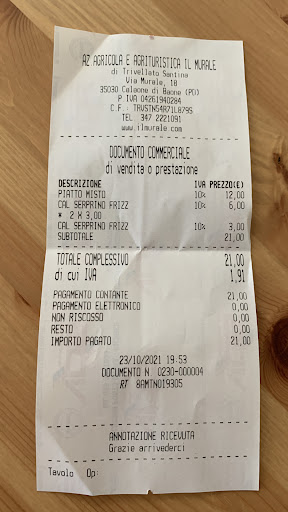 AZ AGRICOLA E AGRITURISTICA IL MURALE
di Trivellato Santina
Via Murale, 18
35030 Calaone di Baone (PD)
P.IVA 04261940284
C.F.: TRVSTN54R71L879S
TEL 347 2221091
www.ilmurale.com
DOCUMENTO COMMERCIALE
di vendita o prestazione
DESCRIZIONE IVA PREZZO(E)
PIATTO MISTO 10% 12,00
CAL SERPRINO FRIZZ 10% 6,00
* 2 X 3,00
CAL SERPRINO FRIZZ 10% 3,00
SUBTOTALE 21,00
TOTALE COMPLESSIVO 21,00
di cui IVA 1,91
PAGAMENTO CONTANTE 21,00
PAGAMENTO ELETTRONICO 0,00
NON RISCOSSO 0,00
RESTO 0,00
IMPORTO PAGATO 21,00
23/10/2021 19:53
DOCUMENTO N. 0230-000004
RT 8AMTN019305
ANNOTAZIONE RICEVUTA
Grazie arrivederci
Tavolo Op: